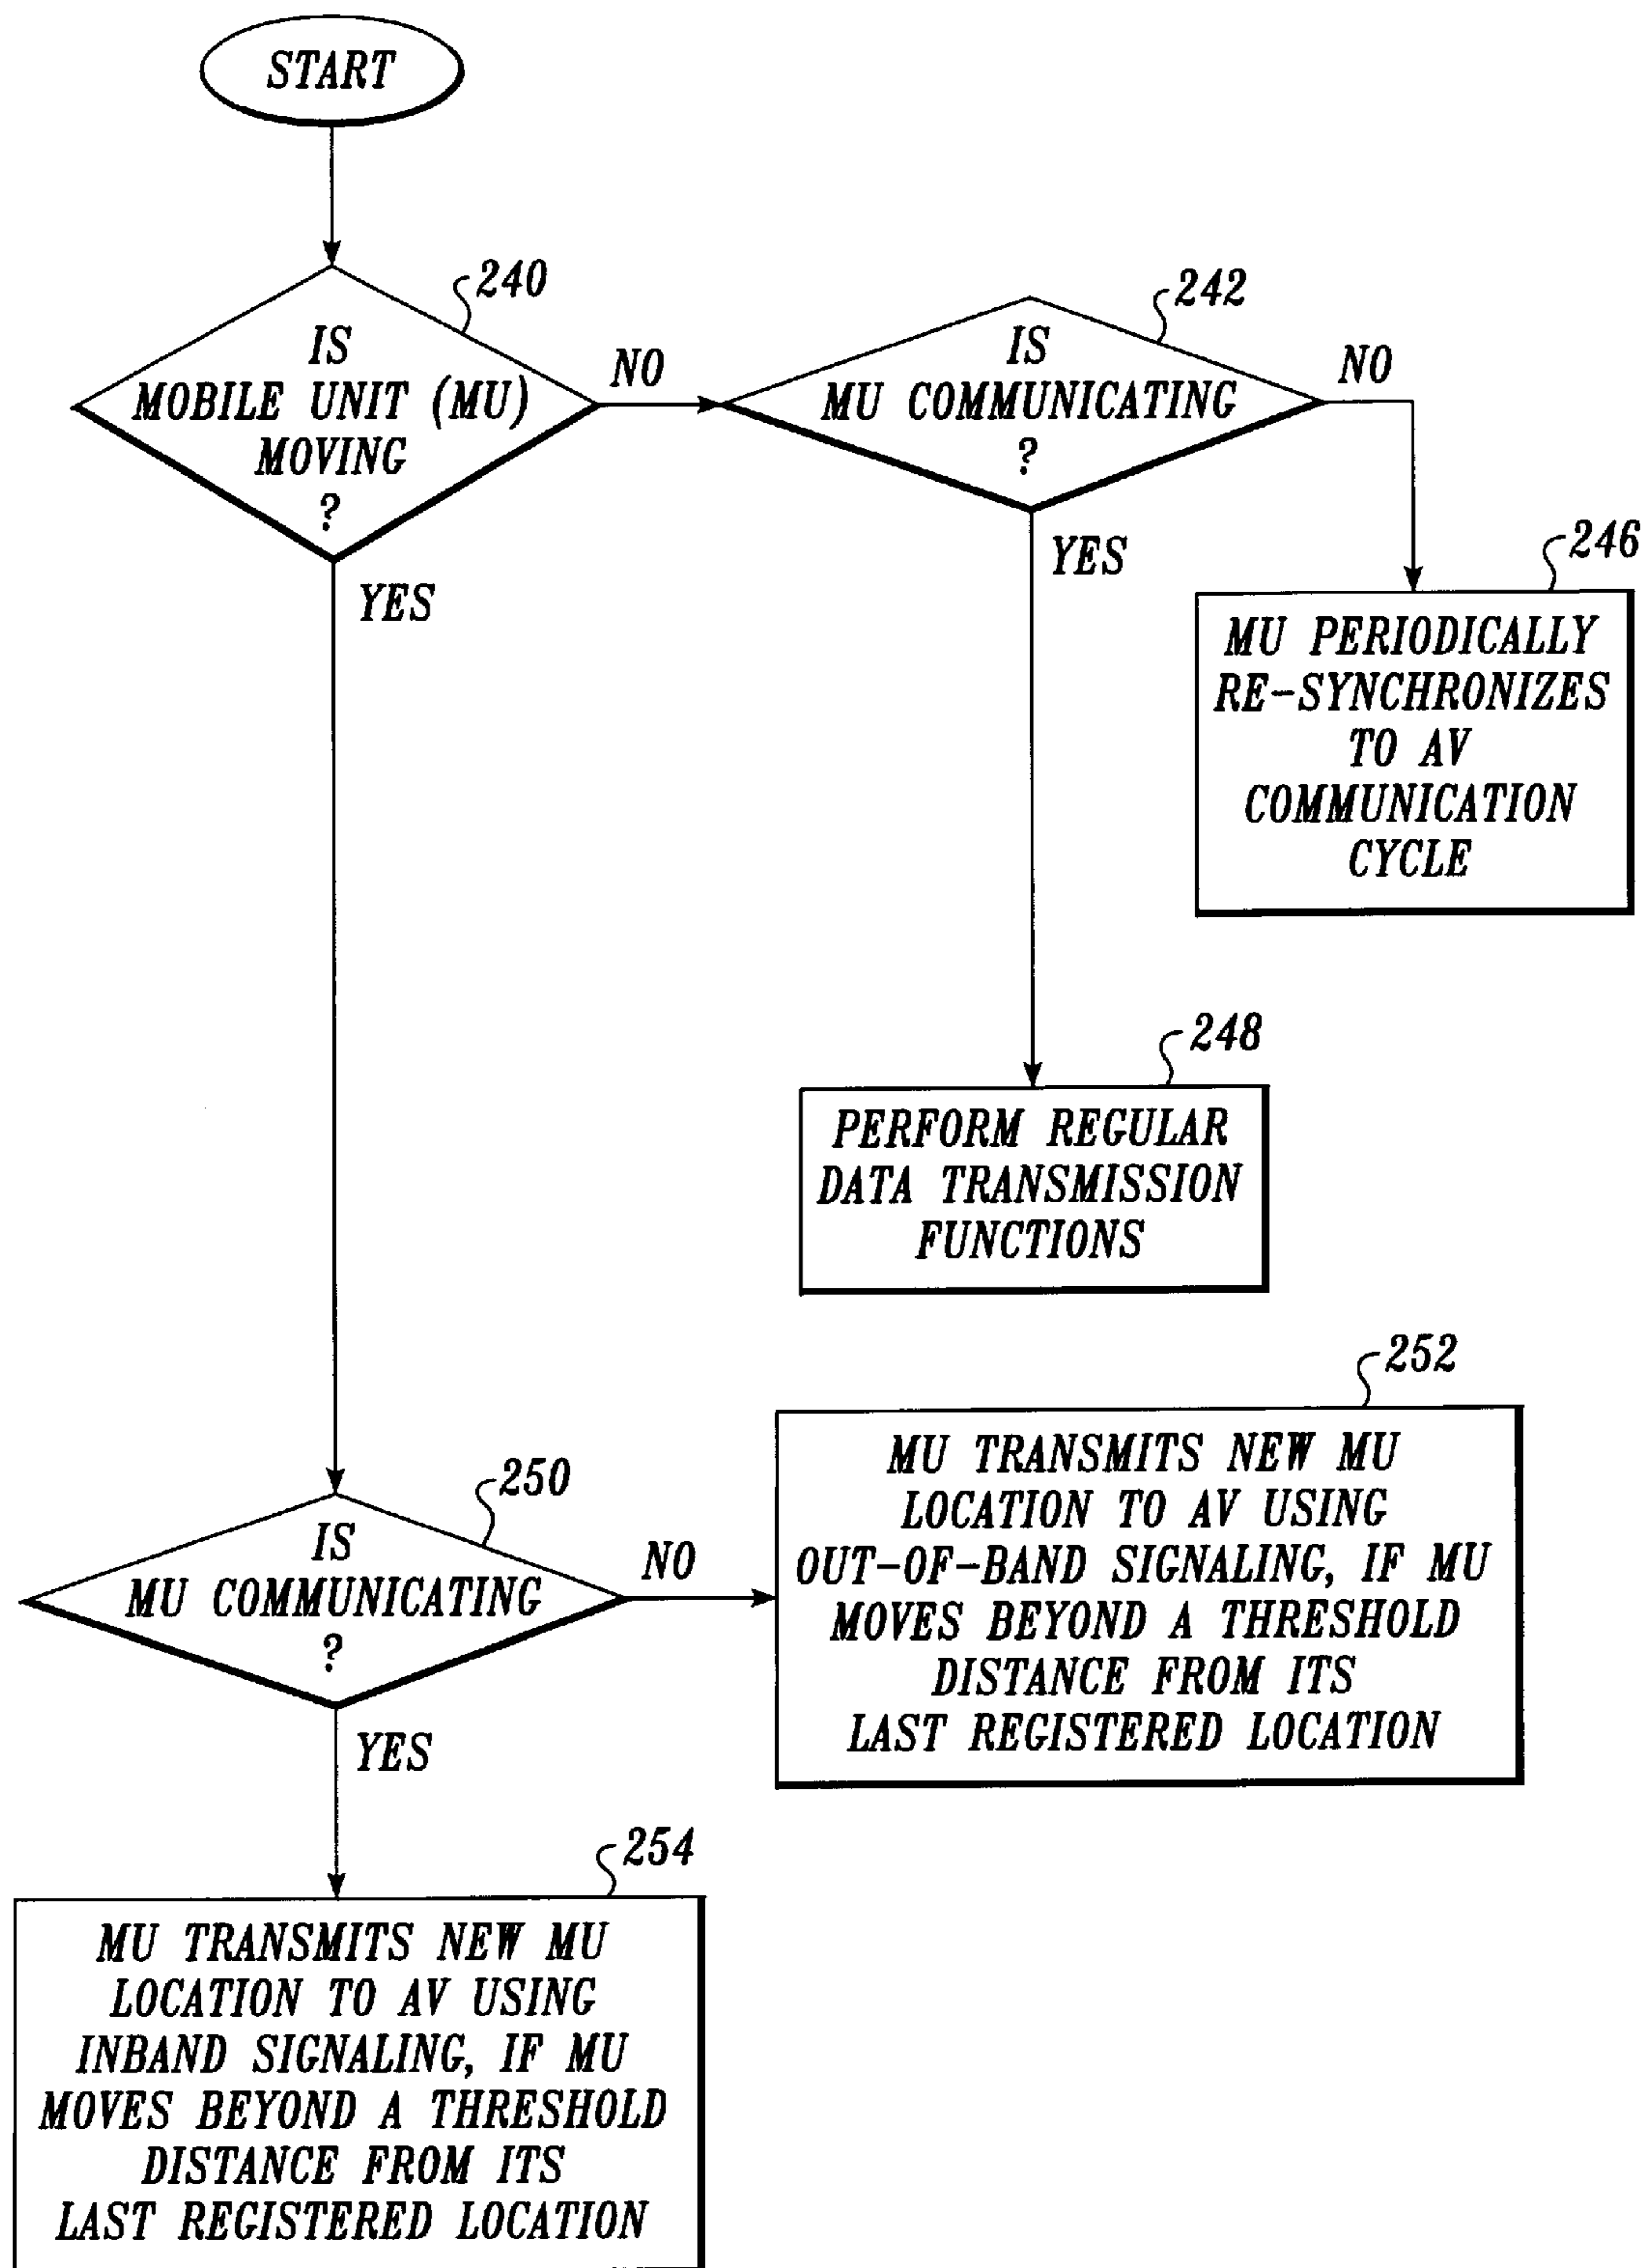 START
240
IS
MOBILE UNIT (MU)
MOVING
?
NO
YES
242
IS
MU COMMUNICATING
?
NO
YES
246
MU PERIODICALLY
RE-SYNCHRONIZES
TO AV
COMMUNICATION
CYCLE
248
PERFORM REGULAR
DATA TRANSMISSION
FUNCTIONS
250
IS
MU COMMUNICATING
?
NO
YES
252
MU TRANSMITS NEW MU
LOCATION TO AV USING
OUT-OF-BAND SIGNALING, IF MU
MOVES BEYOND A THRESHOLD
DISTANCE FROM ITS
LAST REGISTERED LOCATION
254
MU TRANSMITS NEW MU
LOCATION TO AV USING
INBAND SIGNALING, IF MU
MOVES BEYOND A THRESHOLD
DISTANCE FROM ITS
LAST REGISTERED LOCATION